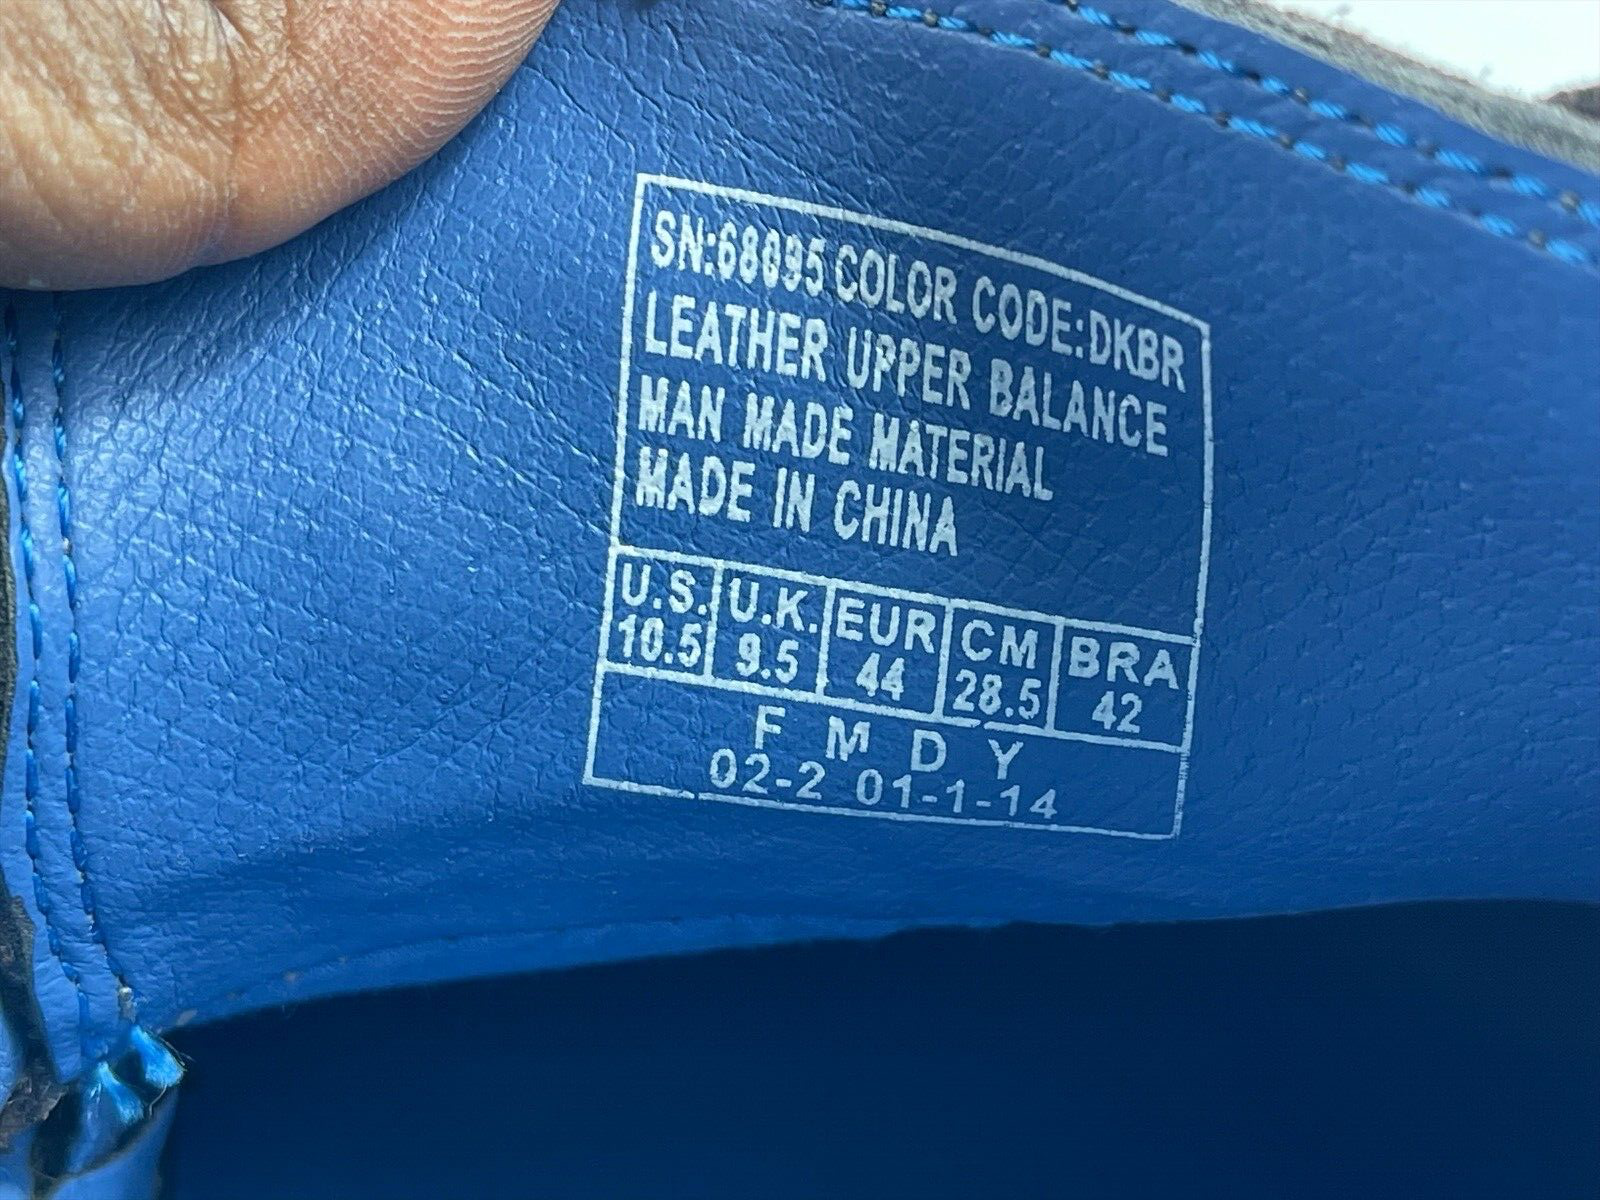 SN:68095 COLOR CODE:DKBR
LEATHER UPPER BALANCE
MAN MADE MATERIAL
MADE IN CHINA
U.S. U.K. EUR CM BRA
10.5 9.5 44 28.5 42
F M D Y
02-2 01-1-14